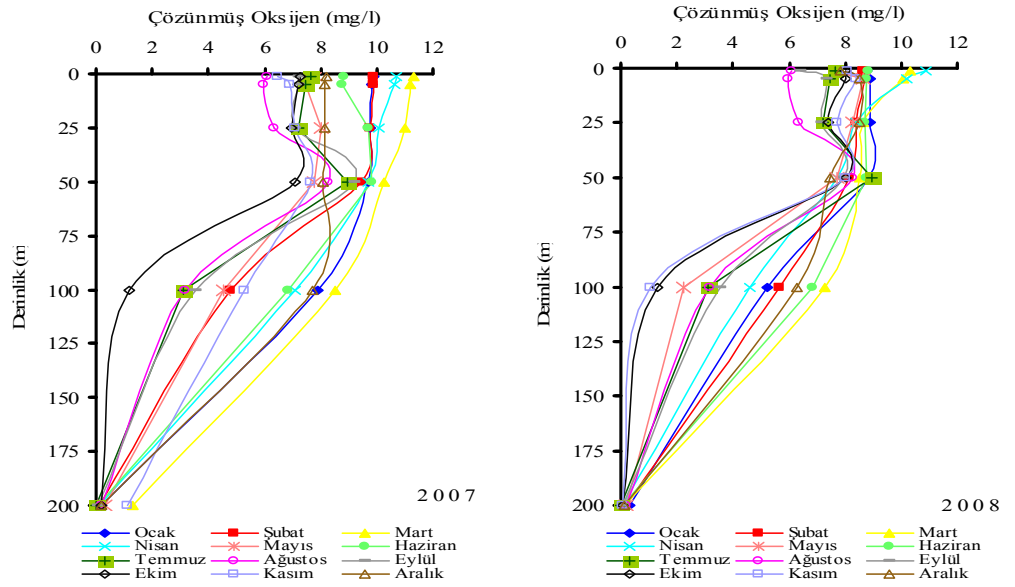 Çözünmüş Oksijen (mg/l)
0 2 4 6 8 10 12
0
25
50
75
100
125
150
175
200
Derinlik (m)
2007
Ocak Şubat Mart
Nisan Mayıs Haziran
Temmuz Ağustos Eylül
Ekim Kasım Aralık
Çözünmüş Oksijen (mg/l)
0 2 4 6 8 10 12
0
25
50
75
100
125
150
175
200
Derinlik (m)
2008
Ocak Şubat Mart
Nisan Mayıs Haziran
Temmuz Ağustos Eylül
Ekim Kasım Aralık